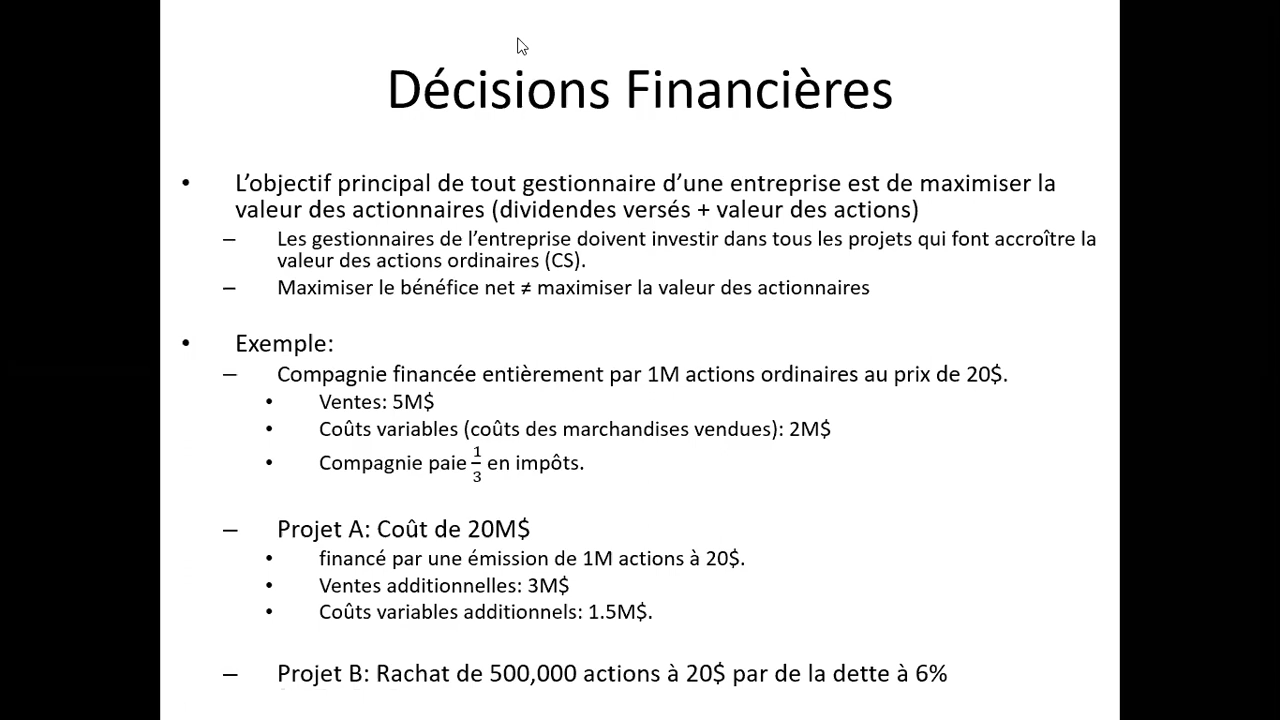 Décisions Financières
• L’objectif principal de tout gestionnaire d’une entreprise est de maximiser la
valeur des actionnaires (dividendes versés + valeur des actions)
– Les gestionnaires de l’entreprise doivent investir dans tous les projets qui font accroître la
valeur des actions ordinaires (CS).
– Maximiser le bénéfice net ≠ maximiser la valeur des actionnaires
• Exemple:
– Compagnie financée entièrement par 1M actions ordinaires au prix de 20$.
• Ventes: 5M$
• Coûts variables (coûts des marchandises vendues): 2M$
• Compagnie paie 1/3 en impôts.
– Projet A: Coût de 20M$
• financé par une émission de 1M actions à 20$.
• Ventes additionnelles: 3M$
• Coûts variables additionnels: 1.5M$.
– Projet B: Rachat de 500,000 actions à 20$ par de la dette à 6%